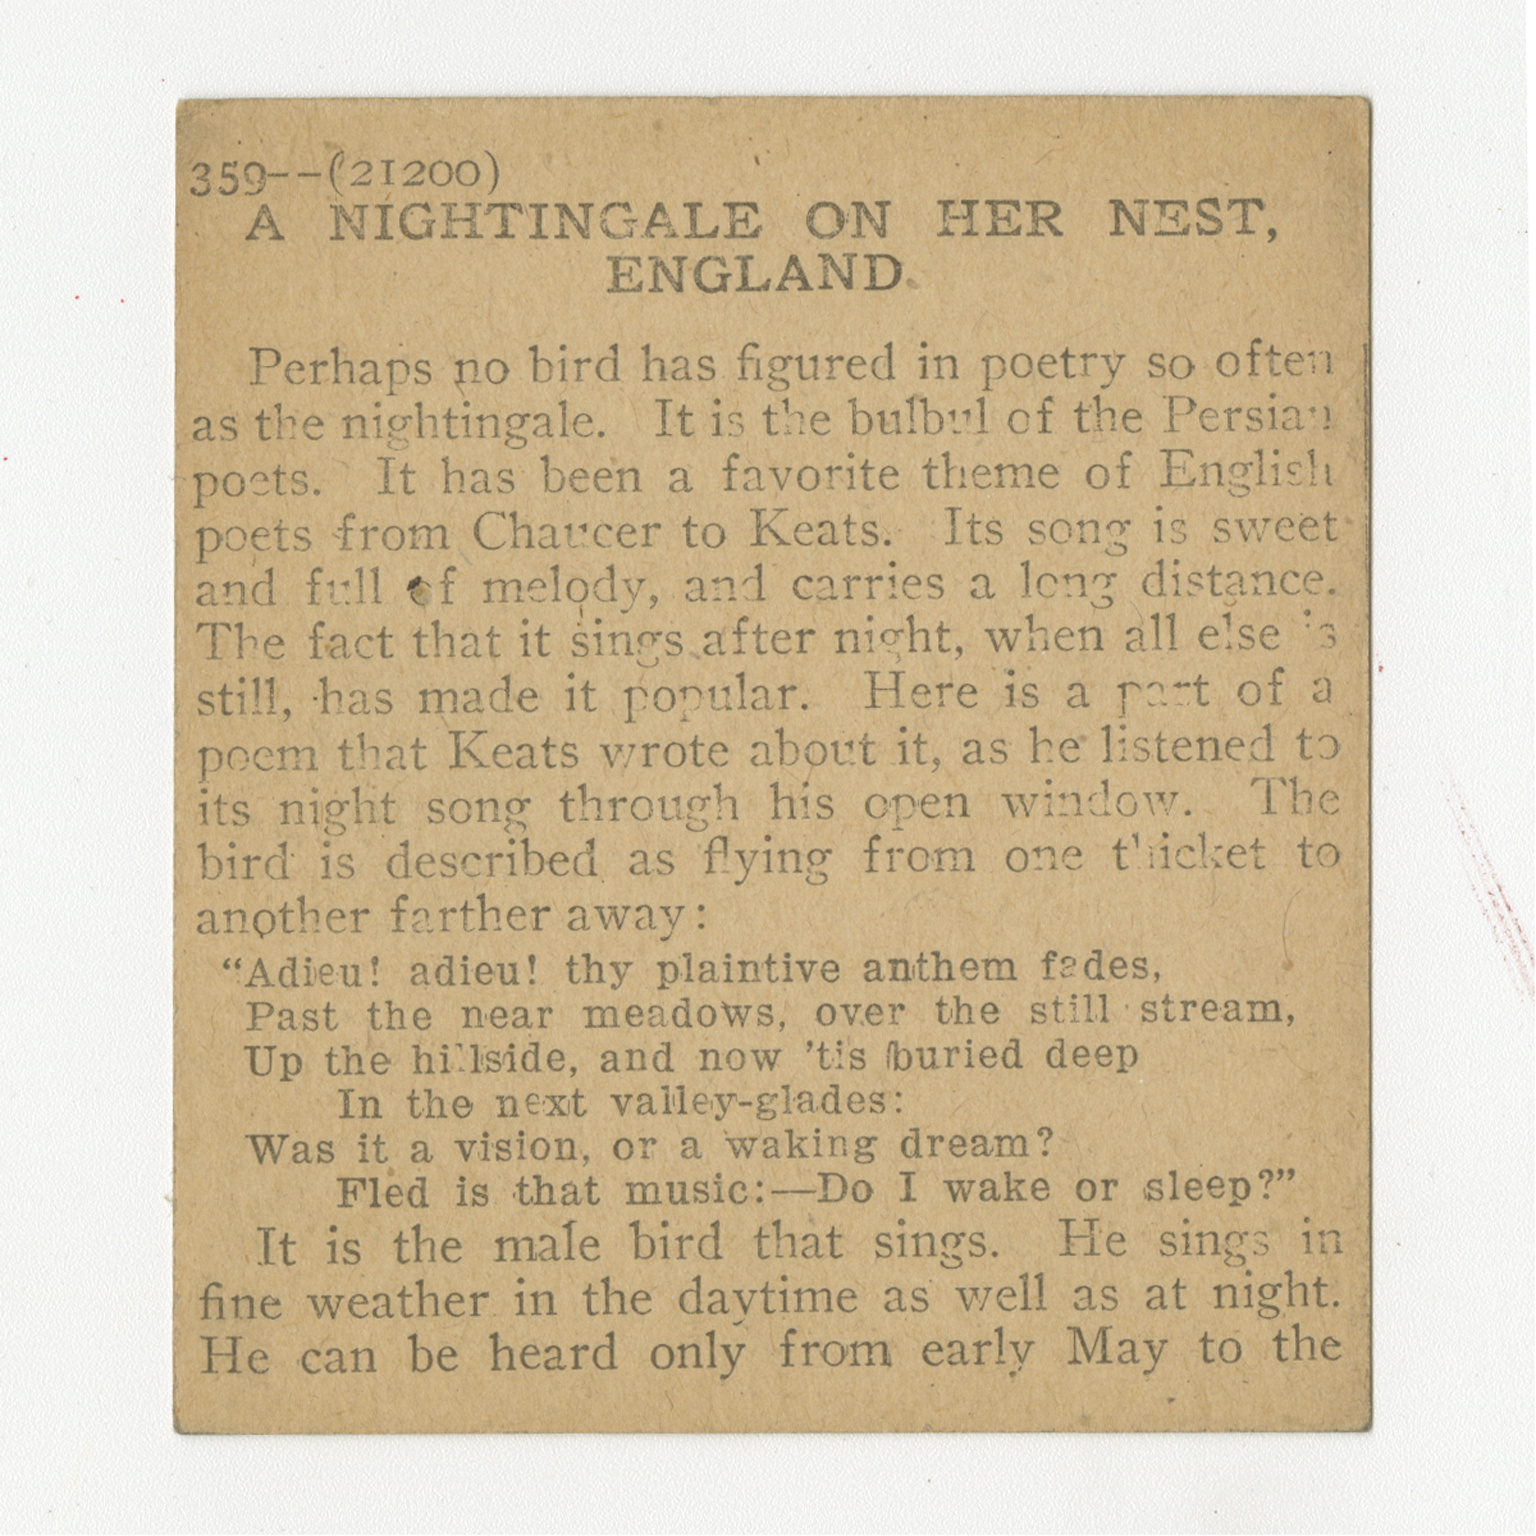 359--(21200)
A NIGHTINGALE ON HER NEST,
ENGLAND.
Perhaps no bird has figured in poetry so often
as the nightingale. It is the bulbul of the Persian
poets. It has been a favorite theme of English
poets from Chaucer to Keats. Its song is sweet
and full of melody, and carries a long distance.
The fact that it sings after night, when all else is
still, has made it popular. Here is a part of a
poem that Keats wrote about it, as he listened to
its night song through his open window. The
bird is described as flying from one thicket to
another farther away:
"Adieu! adieu! thy plaintive anthem fades,
Past the near meadows, over the still stream,
Up the hillside, and now 'tis buried deep
In the next valley-glades:
Was it a vision, or a waking dream?
Fled is that music:—Do I wake or sleep?"
It is the male bird that sings. He sings in
fine weather in the daytime as well as at night.
He can be heard only from early May to the